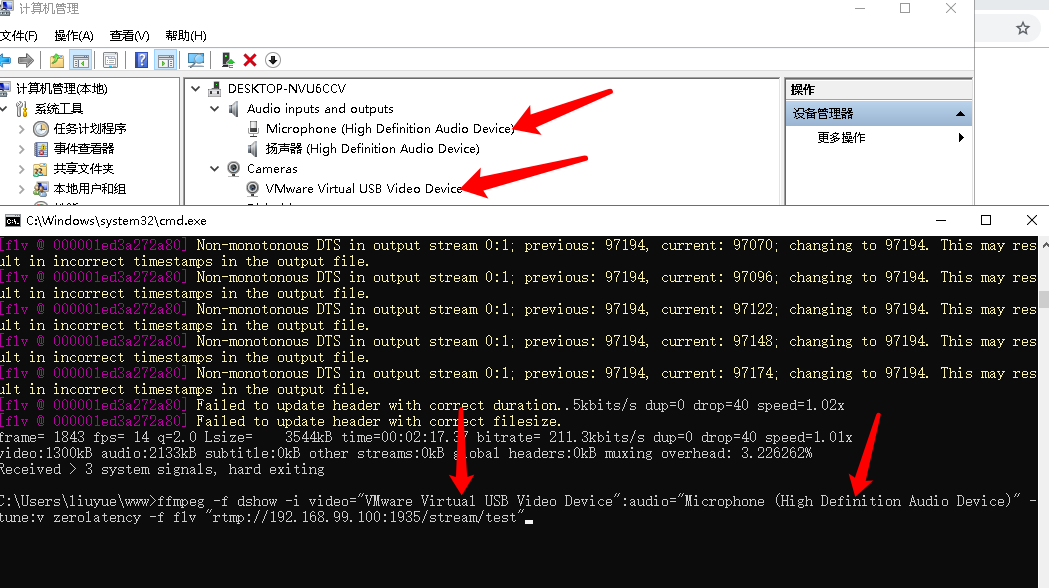 计算机管理
文件(F) 操作(A) 查看(V) 帮助(H)
计算机管理(本地)
系统工具
任务计划程序
事件查看器
共享文件夹
本地用户和组
DESKTOP-NVU6CCV
Audio inputs and outputs
Microphone (High Definition Audio Device)
扬声器 (High Definition Audio Device)
Cameras
VMware Virtual USB Video Device
操作
设备管理器
更多操作
C:\Windows\system32\cmd.exe
[flv @ 000001ed3a272a80] Non-monotonous DTS in output stream 0:1; previous: 97194, current: 97070; changing to 97194. This may res
ult in incorrect timestamps in the output file.
[flv @ 000001ed3a272a80] Non-monotonous DTS in output stream 0:1; previous: 97194, current: 97096; changing to 97194. This may res
ult in incorrect timestamps in the output file.
[flv @ 000001ed3a272a80] Non-monotonous DTS in output stream 0:1; previous: 97194, current: 97122; changing to 97194. This may res
ult in incorrect timestamps in the output file.
[flv @ 000001ed3a272a80] Non-monotonous DTS in output stream 0:1; previous: 97194, current: 97148; changing to 97194. This may res
ult in incorrect timestamps in the output file.
[flv @ 000001ed3a272a80] Non-monotonous DTS in output stream 0:1; previous: 97194, current: 97174; changing to 97194. This may res
ult in incorrect timestamps in the output file.
[flv @ 000001ed3a272a80] Failed to update header with correct duration..5kbits/s dup=0 drop=40 speed=1.02x
[flv @ 000001ed3a272a80] Failed to update header with correct filesize.
frame= 1843 fps= 14 q=2.0 Lsize=    3544kB time=00:02:17.37 bitrate= 211.3kbits/s dup=0 drop=40 speed=1.01x
video:1300kB audio:2133kB subtitle:0kB other streams:0kB global headers:0kB muxing overhead: 3.226262%
Received > 3 system signals, hard exiting
C:\Users\liuyue\www>ffmpeg -f dshow -i video="VMware Virtual USB Video Device":audio="Microphone (High Definition Audio Device)" -
tune:v zerolatency -f flv "rtmp://192.168.99.100:1935/stream/test"